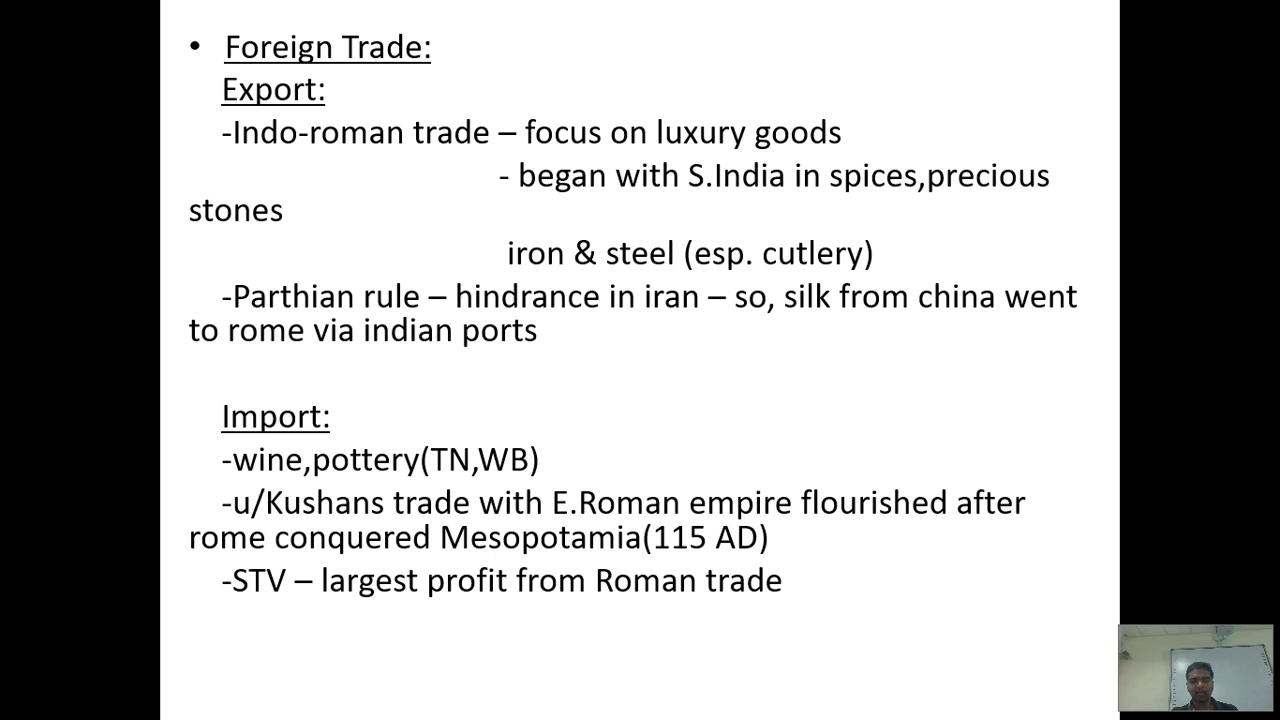 • Foreign Trade:
Export:
-Indo-roman trade – focus on luxury goods
- began with S.India in spices,precious
stones
iron & steel (esp. cutlery)
-Parthian rule – hindrance in iran – so, silk from china went
to rome via indian ports
Import:
-wine,pottery(TN,WB)
-u/Kushans trade with E.Roman empire flourished after
rome conquered Mesopotamia(115 AD)
-STV – largest profit from Roman trade